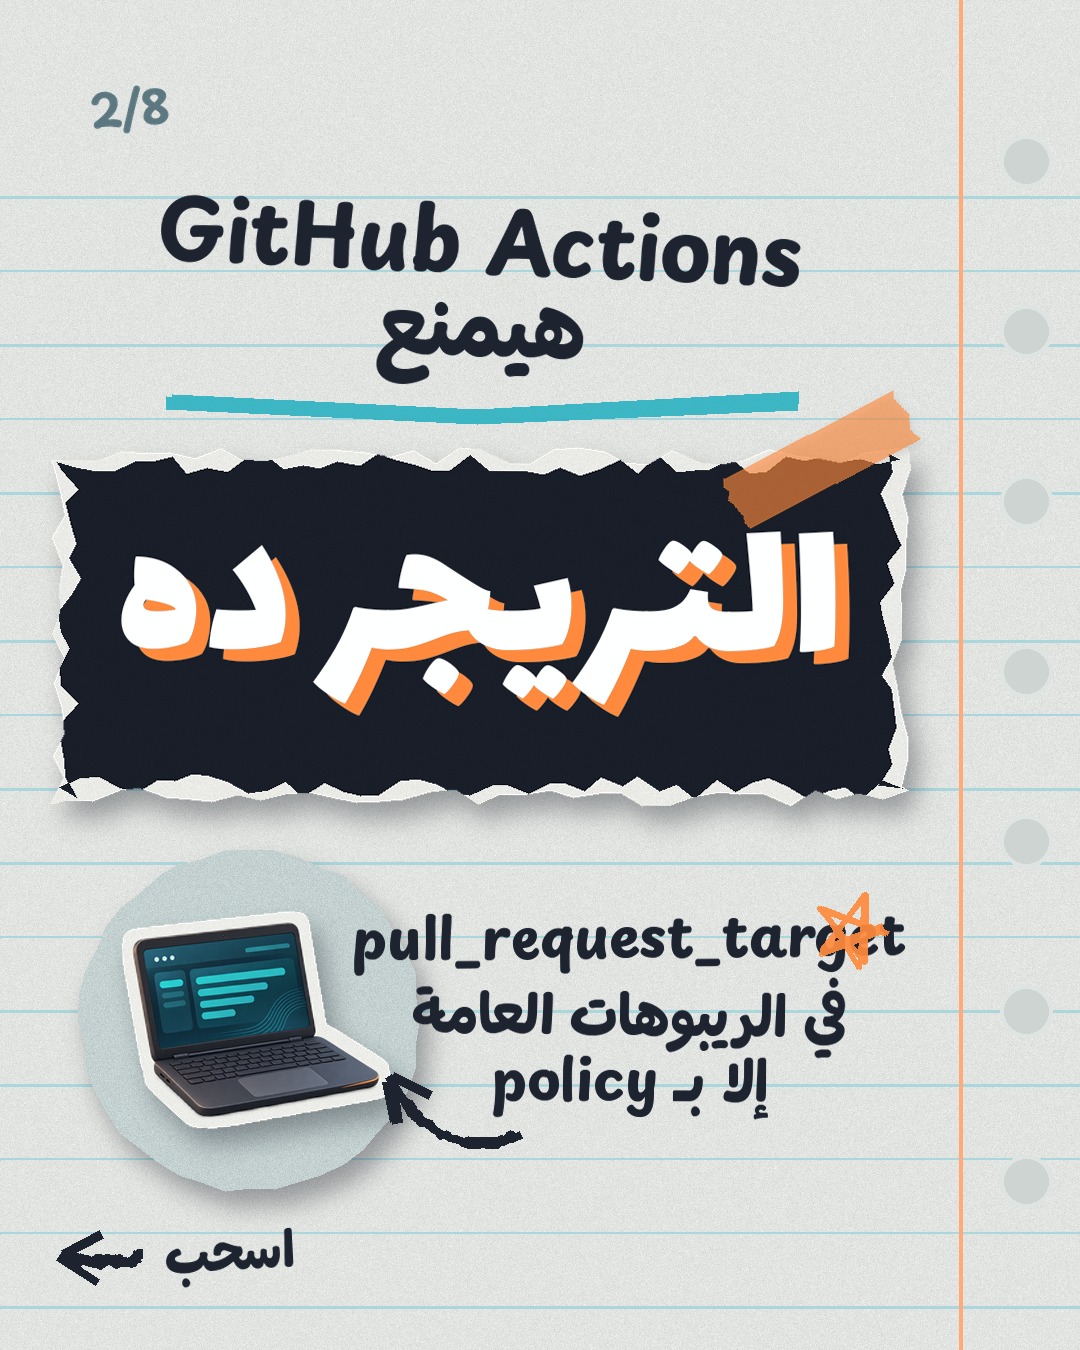 2/8
GitHub Actions
هيمنع
التريجر ده
pull_request_target
في الريبوهات العامة
إلا بـ policy
اسحب